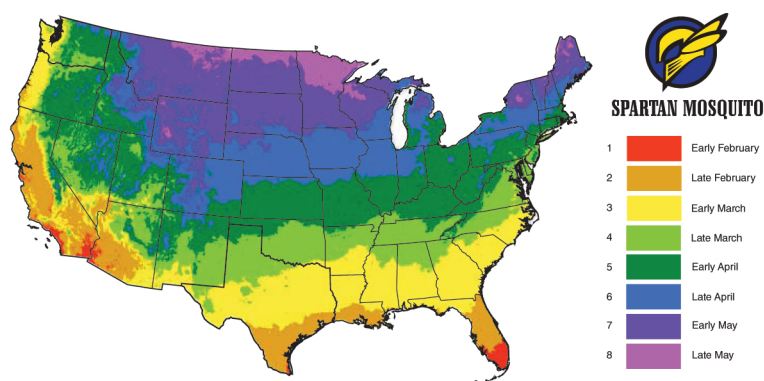 SPARTAN MOSQUITO
1 Early February
2 Late February
3 Early March
4 Late March
5 Early April
6 Late April
7 Early May
8 Late May